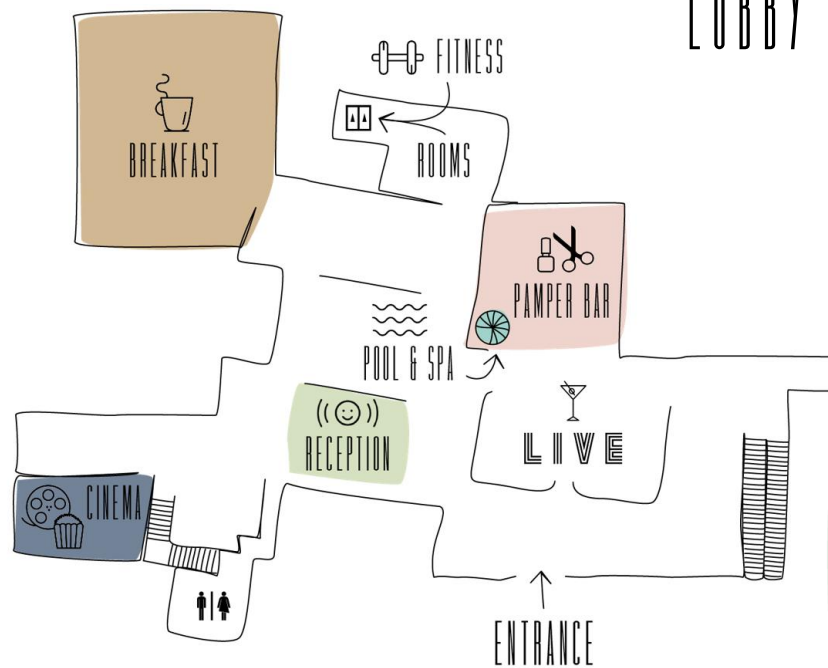 LOBBY
FITNESS
BREAKFAST
ROOMS
PAMPER BAR
POOL & SPA
RECEPTION
LIVE
CINEMA
ENTRANCE